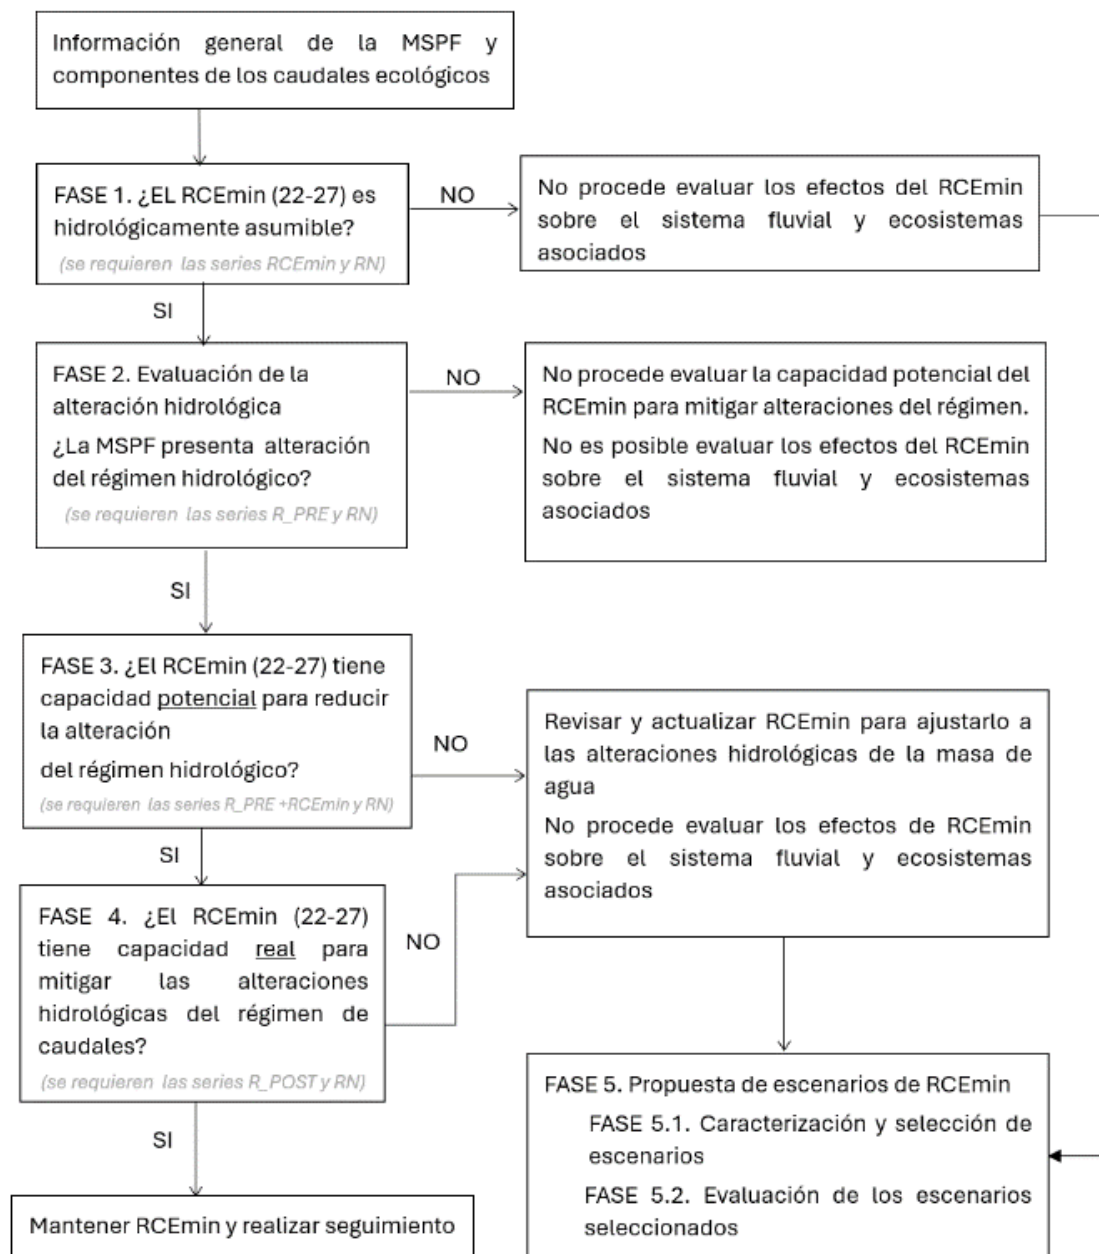 Información general de la MSPF y
componentes de los caudales ecológicos
FASE 1. ¿EL RCEmin (22-27) es
hidrológicamente asumible?
(se requieren las series RCEmin y RN)
NO
No procede evaluar los efectos del RCEmin
sobre el sistema fluvial y ecosistemas
asociados
SI
FASE 2. Evaluación de la
alteración hidrológica
¿La MSPF presenta alteración
del régimen hidrológico?
(se requieren las series R_PRE y RN)
NO
No procede evaluar la capacidad potencial del
RCEmin para mitigar alteraciones del régimen.
No es posible evaluar los efectos del RCEmin
sobre el sistema fluvial y ecosistemas
asociados
SI
FASE 3. ¿El RCEmin (22-27) tiene
capacidad potencial para reducir
la alteración
del régimen hidrológico?
(se requieren las series R_PRE +RCEmin y RN)
NO
Revisar y actualizar RCEmin para ajustarlo a
las alteraciones hidrológicas de la masa de
agua
No procede evaluar los efectos de RCEmin
sobre el sistema fluvial y ecosistemas
asociados
SI
FASE 4. ¿El RCEmin (22-27)
tiene capacidad real para
mitigar las alteraciones
hidrológicas del régimen de
caudales?
(se requieren las series R_POST y RN)
NO
FASE 5. Propuesta de escenarios de RCEmin
FASE 5.1. Caracterización y selección de
escenarios
FASE 5.2. Evaluación de los escenarios
seleccionados
SI
Mantener RCEmin y realizar seguimiento